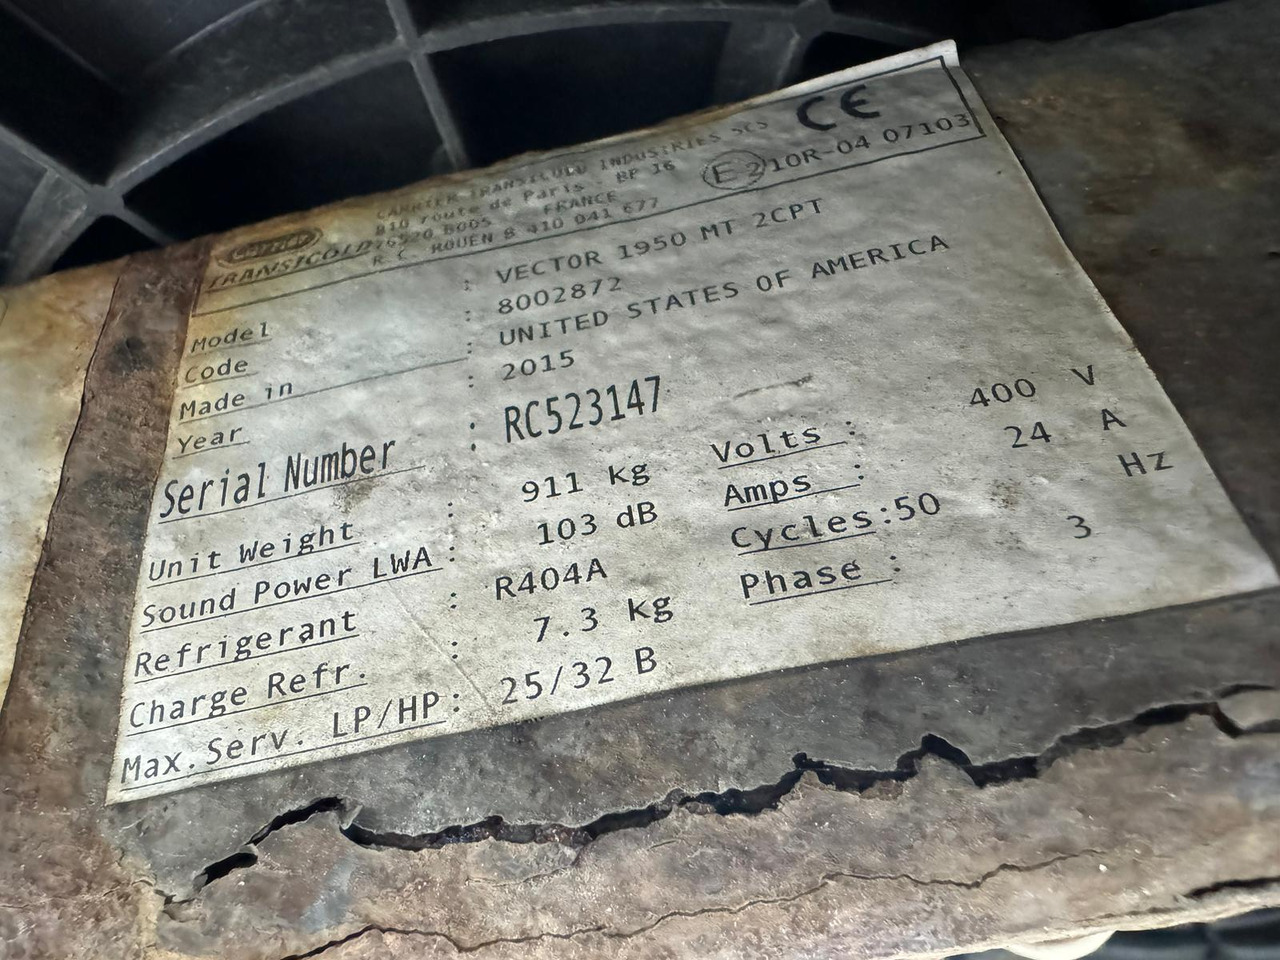 Carrier
TRANSICOLD
CARRIER TRANSICOLD INDUSTRIES SCS
810 route de Paris - BP 16
76520 BOOS - FRANCE
R.C. ROUEN B 410 041 677
CE
E2 10R-04 07103
Model : VECTOR 1950 MT 2CPT
Code : 8002872
Made in : UNITED STATES OF AMERICA
Year : 2015
Serial Number : RC523147
Unit Weight : 911 kg Volts : 400 V
Sound Power LWA : 103 dB Amps : 24 A
Refrigerant : R404A Cycles:50 Hz
Charge Refr. : 7.3 kg Phase : 3
Max.Serv. LP/HP: 25/32 B